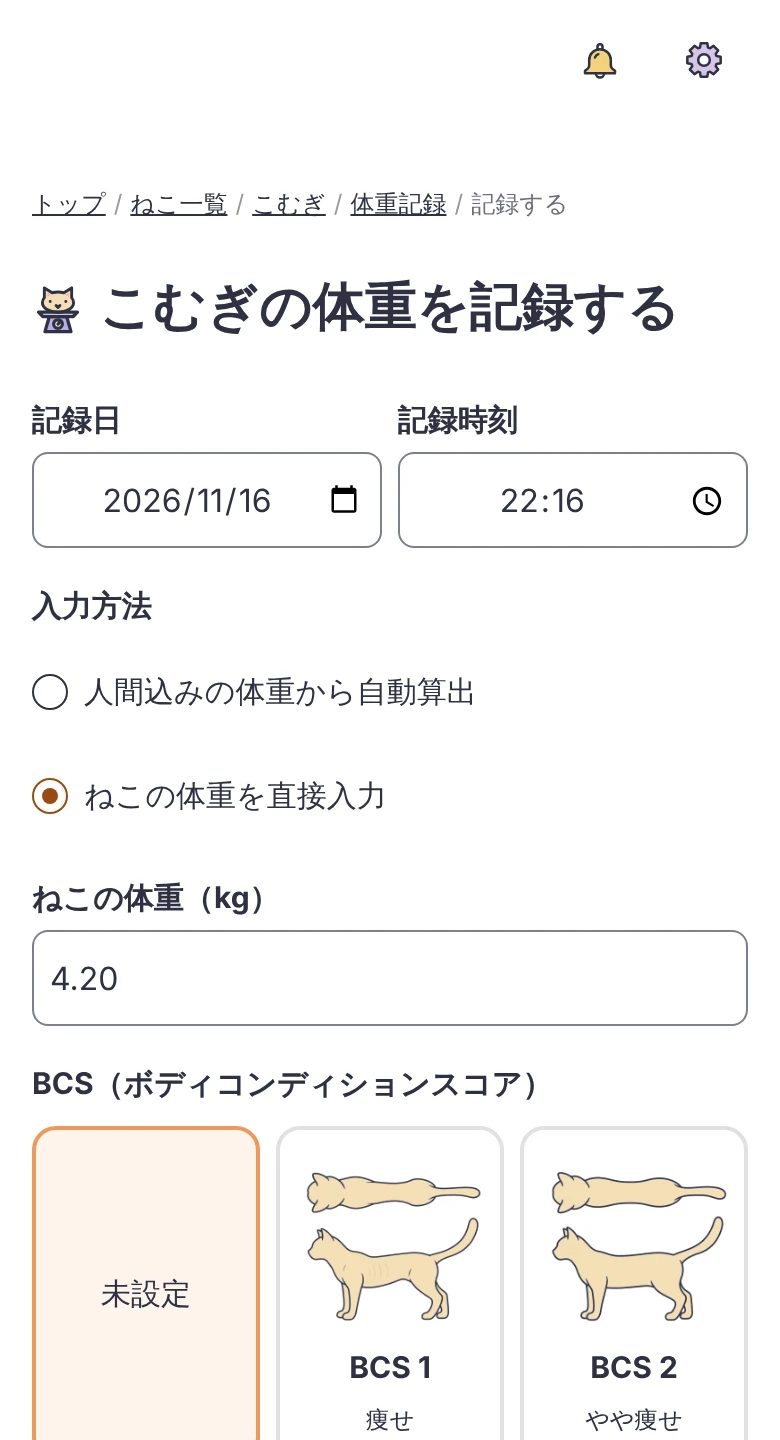 トップ / ねこ一覧 / こむぎ / 体重記録 / 記録する
こむぎの体重を記録する
記録日 記録時刻
2026/11/16 22:16
入力方法
人間込みの体重から自動算出
ねこの体重を直接入力
ねこの体重（kg）
4.20
BCS（ボディコンディションスコア）
未設定
BCS 1 BCS 2
痩せ やや痩せ